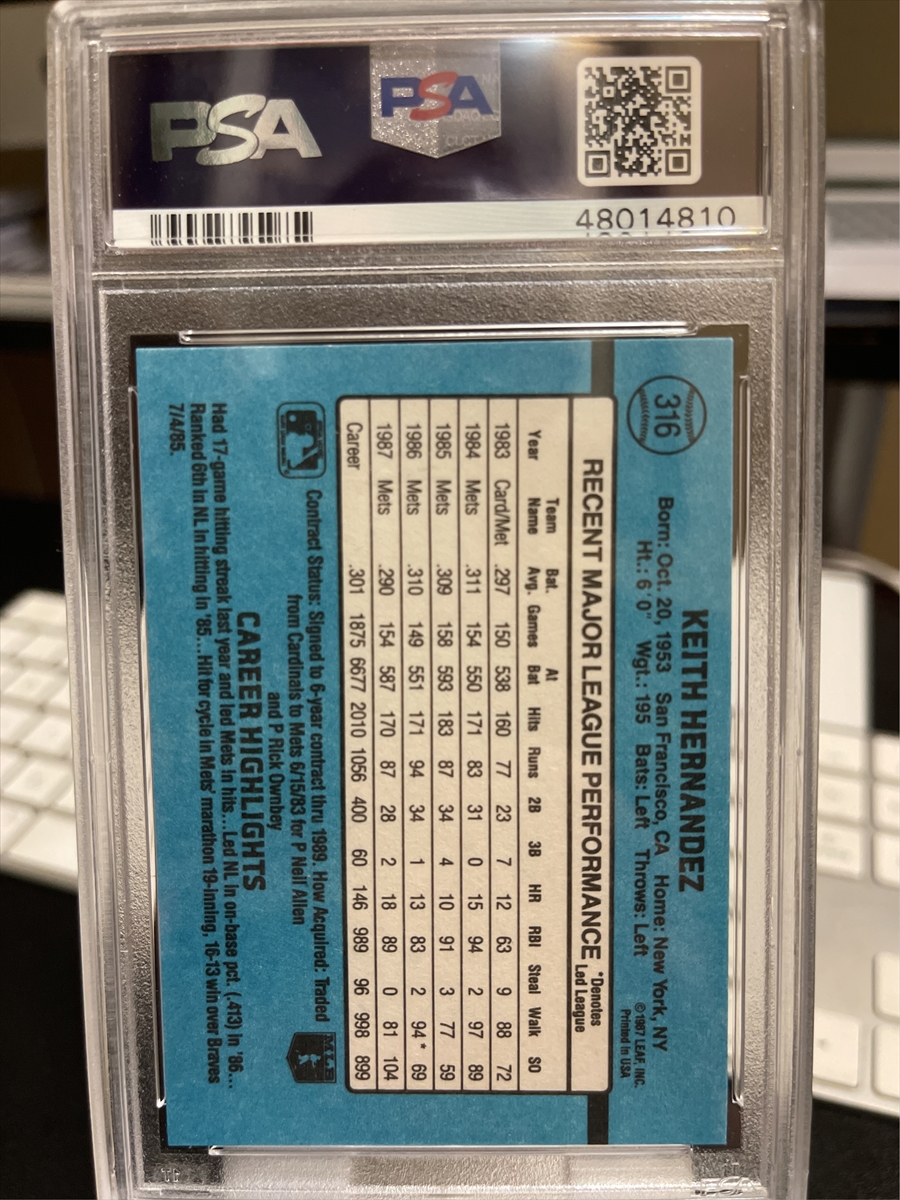 PSA
PSA
48014810
316
KEITH HERNANDEZ
Born: Oct. 20, 1953 San Francisco, CA Home: New York, NY
Ht.: 6'0" Wgt.: 195 Bats: Left Throws: Left
©1987 LEAF, INC.
Printed in USA
RECENT MAJOR LEAGUE PERFORMANCE *Denotes Led League
Year Team Name Bat. Avg. Games At Bat Hits Runs 2B 3B HR RBI Steal Walk SO
1983 Card/Met .297 150 538 160 77 23 7 12 63 9 88 72
1984 Mets .311 154 550 171 83 31 0 15 94 2 97 89
1985 Mets .309 158 593 183 87 34 4 10 91 3 77 59
1986 Mets .310 149 551 171 94 34 1 13 83 2 94* 69
1987 Mets .290 154 587 170 87 28 2 18 89 0 81 104
Career .301 1875 6677 2010 1056 400 60 146 989 96 998 899
Contract Status: Signed to 6-year contract thru 1989. How Acquired: Traded
from Cardinals to Mets 6/15/83 for P Neil Allen
and P Rick Ownbey
CAREER HIGHLIGHTS
Had 17-game hitting streak last year and led Mets in hits...Led NL in on-base pct. (.413) in '86...
Ranked 6th in NL in hitting in '85...Hit for cycle in Mets' marathon 19-inning, 16-13 win over Braves
7/4/85.